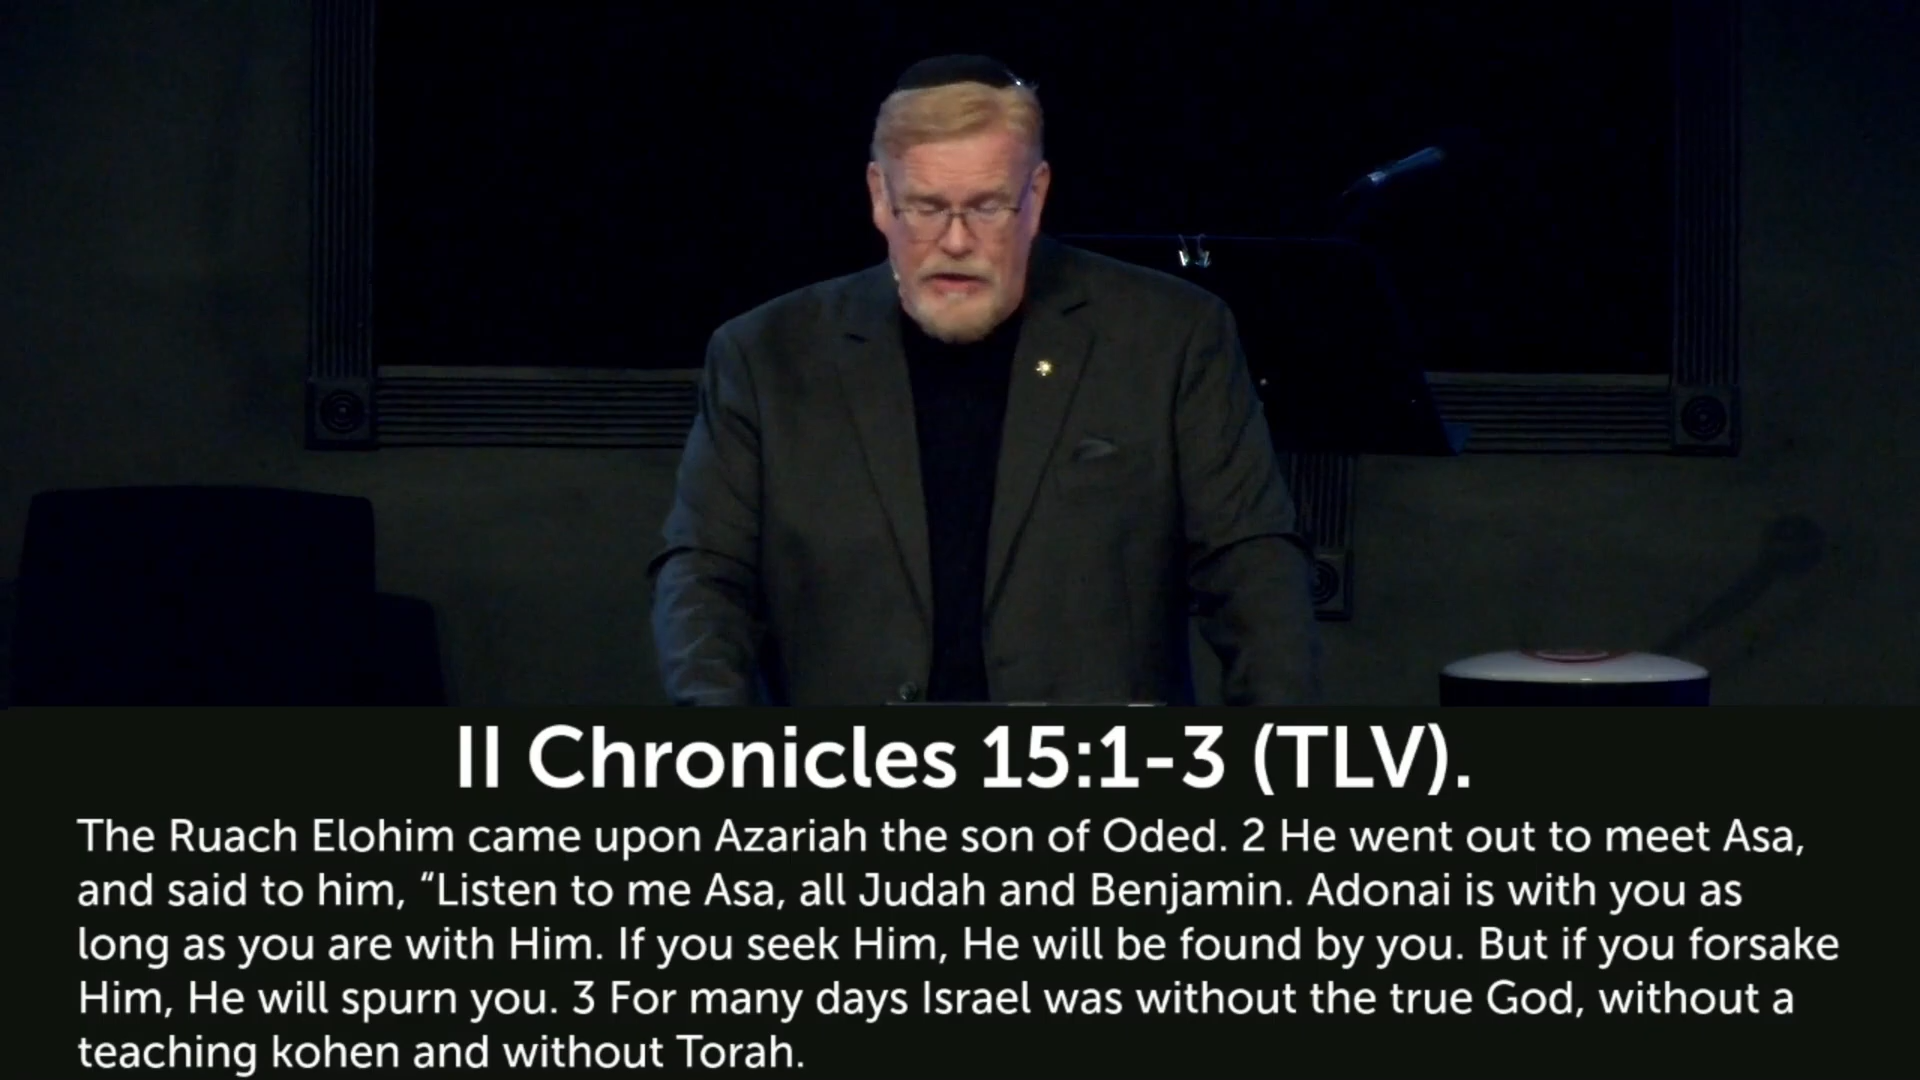 II Chronicles 15:1-3 (TLV).
The Ruach Elohim came upon Azariah the son of Oded. 2 He went out to meet Asa,
and said to him, “Listen to me Asa, all Judah and Benjamin. Adonai is with you as
long as you are with Him. If you seek Him, He will be found by you. But if you forsake
Him, He will spurn you. 3 For many days Israel was without the true God, without a
teaching kohen and without Torah.